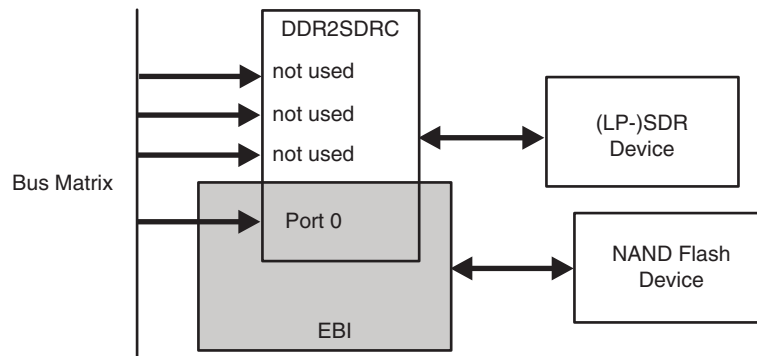 DDR2SDRC
not used
not used
not used
(LP-)SDR
Device
Bus Matrix
Port 0
NAND Flash
Device
EBI